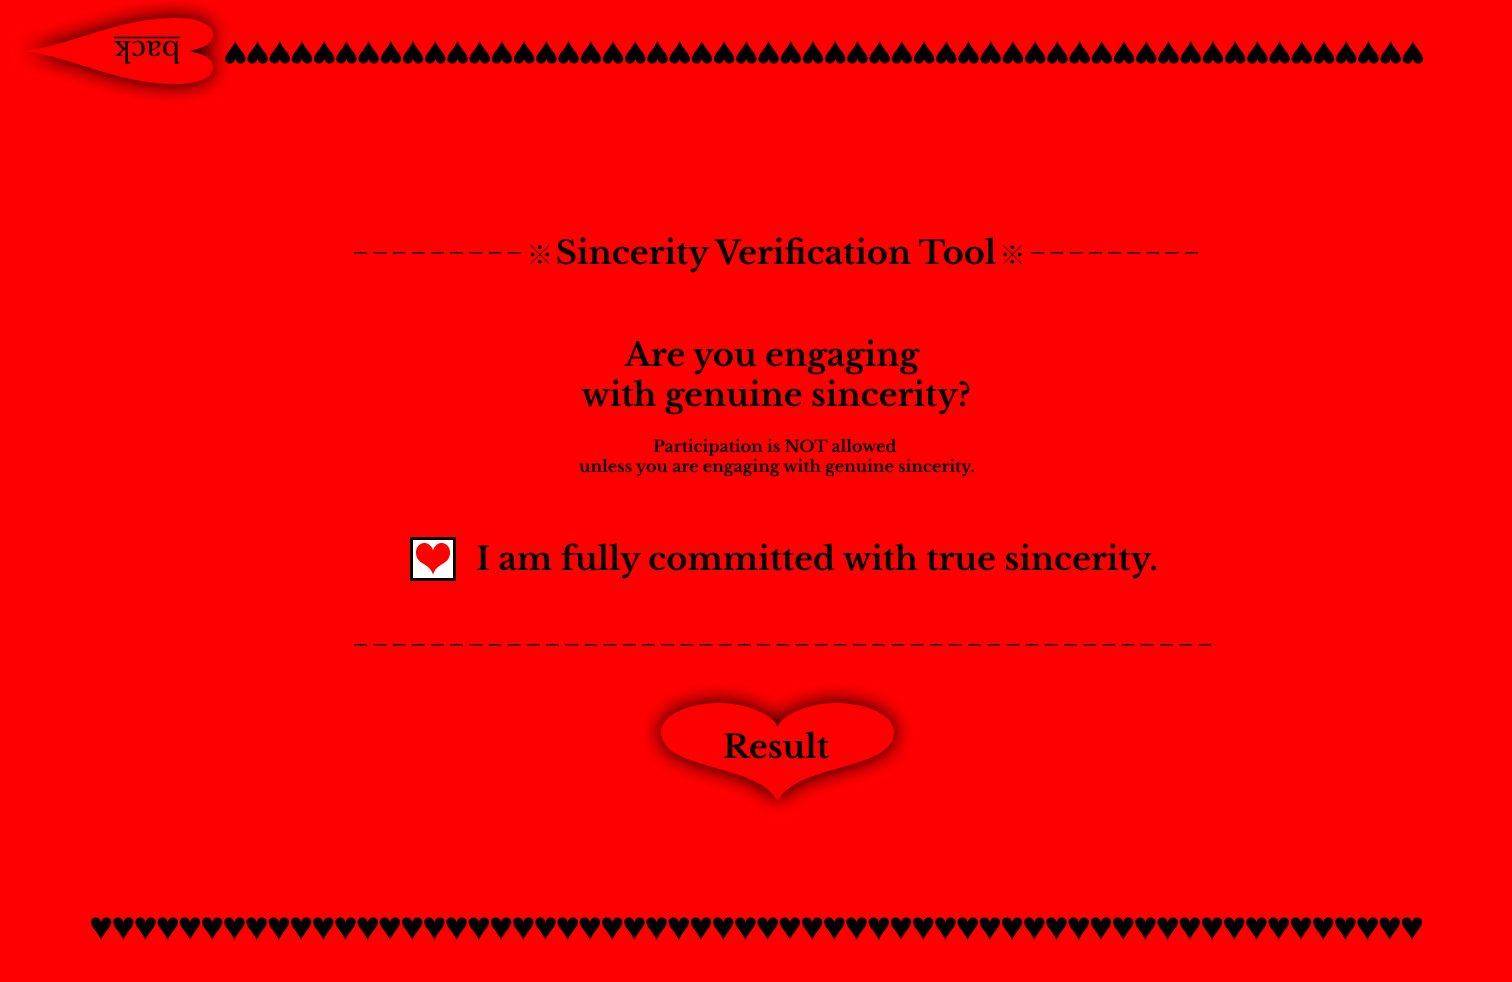 back
♥♥♥♥♥♥♥♥♥♥♥♥♥♥♥♥♥♥♥♥♥♥♥♥♥♥♥♥♥♥♥♥♥♥♥♥♥♥♥♥♥♥♥♥♥♥♥♥♥♥♥♥♥♥
---------※Sincerity Verification Tool※---------
Are you engaging
with genuine sincerity?
Participation is NOT allowed
unless you are engaging with genuine sincerity.
I am fully committed with true sincerity.
---------------------------------------------
Result
♥♥♥♥♥♥♥♥♥♥♥♥♥♥♥♥♥♥♥♥♥♥♥♥♥♥♥♥♥♥♥♥♥♥♥♥♥♥♥♥♥♥♥♥♥♥♥♥♥♥♥♥♥♥♥♥♥♥♥♥